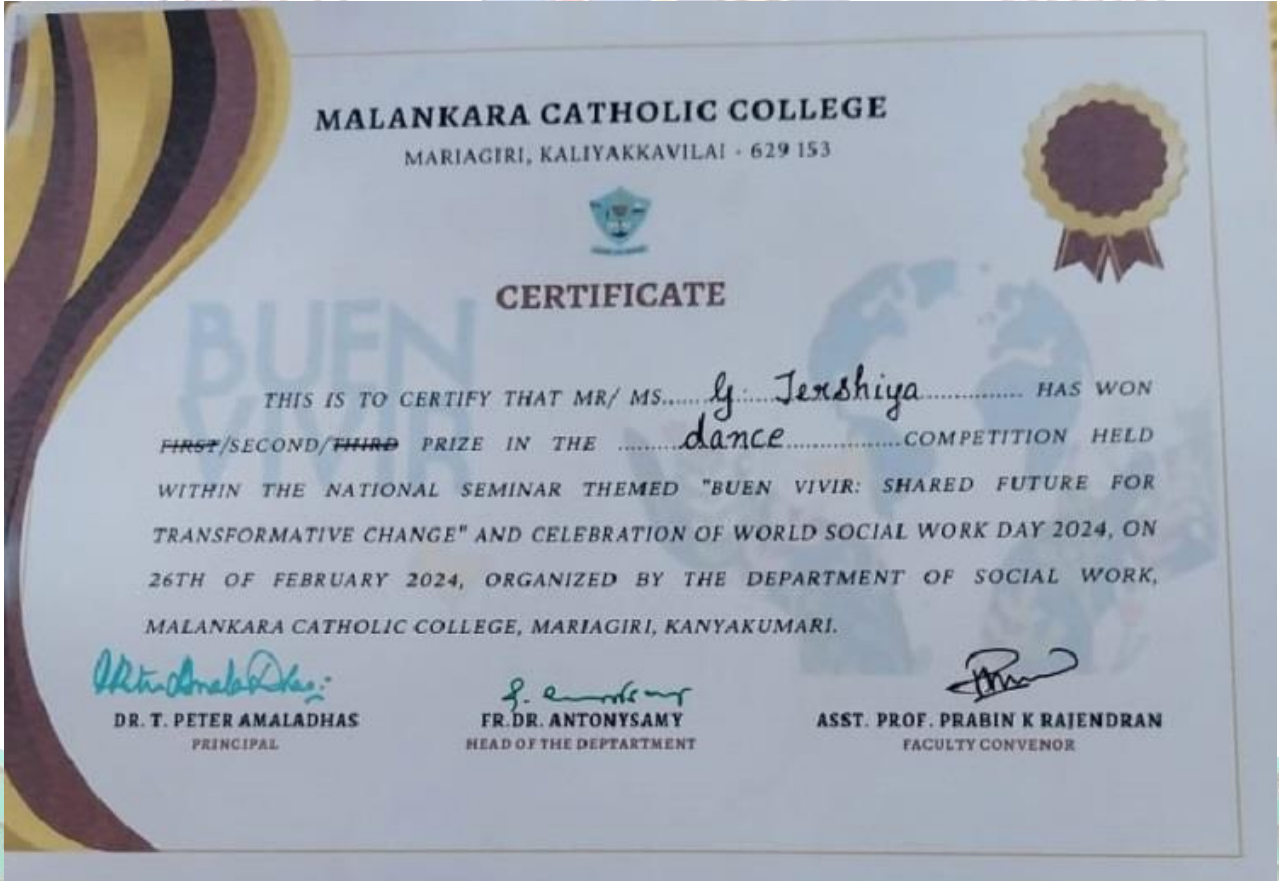 MALANKARA CATHOLIC COLLEGE
MARIAGIRI, KALIYAKKAVILAI - 629 153
CERTIFICATE
BUEN
VIVIR
THIS IS TO CERTIFY THAT MR/ MS...... G. Jershiya .............. HAS WON
FIRST/SECOND/THIRD PRIZE IN THE ........dance................COMPETITION HELD
WITHIN THE NATIONAL SEMINAR THEMED "BUEN VIVIR: SHARED FUTURE FOR
TRANSFORMATIVE CHANGE" AND CELEBRATION OF WORLD SOCIAL WORK DAY 2024, ON
26TH OF FEBRUARY 2024, ORGANIZED BY THE DEPARTMENT OF SOCIAL WORK,
MALANKARA CATHOLIC COLLEGE, MARIAGIRI, KANYAKUMARI.
DR. T. PETER AMALADHAS
PRINCIPAL
FR.DR. ANTONYSAMY
HEAD OF THE DEPTARTMENT
ASST. PROF. PRABIN K RAJENDRAN
FACULTY CONVENOR